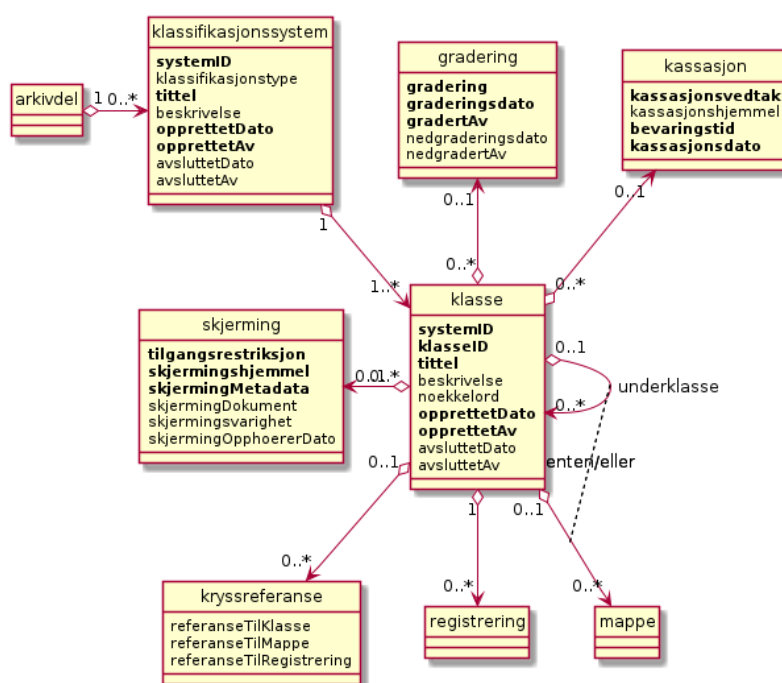 klassifikasjonssystem
systemID
klassifikasjonstype
tittel
beskrivelse
opprettetDato
opprettetAv
avsluttetDato
avsluttetAv
arkivdel
1
0..*
gradering
gradering
graderingsdato
gradertAv
nedgraderingsdato
nedgradertAv
kassasjon
kassasjonsvedtak
kassasjonshjemmel
bevaringstid
kassasjonsdato
1
1..*
0..1
0..*
0..1
0..*
klasse
systemID
klasseID
tittel
beskrivelse
noekkelord
opprettetDato
opprettetAv
avsluttetDato
avsluttetAv
skjerming
tilgangsrestriksjon
skjermingshjemmel
skjermingMetadata
skjermingDokument
skjermingsvarighet
skjermingOpphoererDato
0..1
0..*
0..1
0..*
underklasse
enten/eller
0..1
0..*
1
0..*
0..1
0..*
kryssreferanse
referanseTilKlasse
referanseTilMappe
referanseTilRegistrering
registrering
mappe